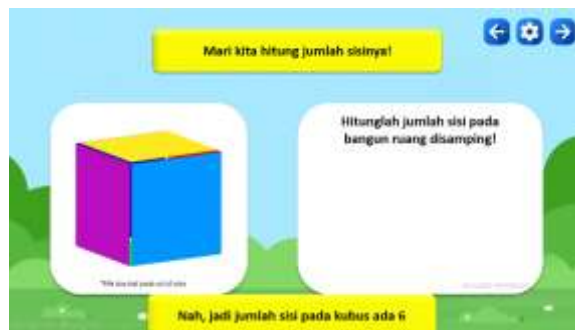 Mari kita hitung jumlah sisinya!
Hitunglah jumlah sisi pada
bangun ruang disamping!
Nah, jadi jumlah sisi pada kubus ada 6